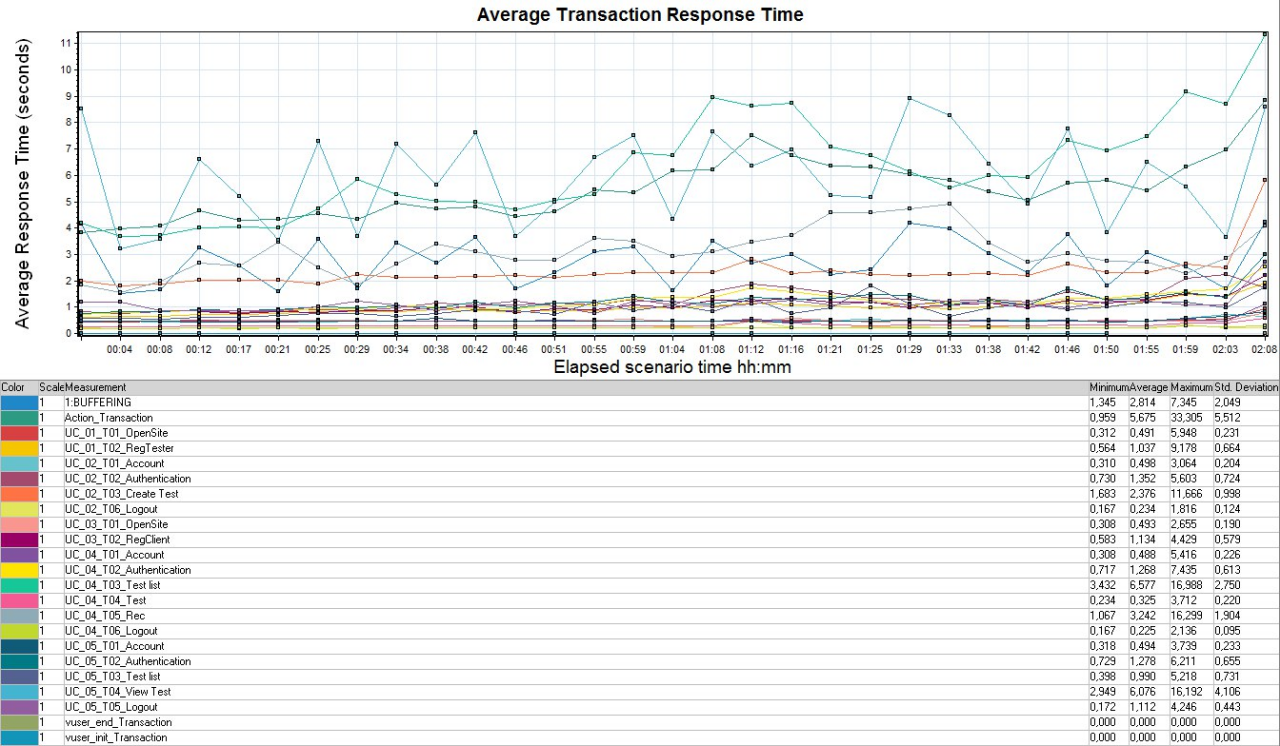 Average Transaction Response Time
Average Response Time (seconds)
11
10
9
8
7
6
5
4
3
2
1
0
00:04 00:08 00:12 00:17 00:21 00:25 00:29 00:34 00:38 00:42 00:46 00:51 00:55 00:59 01:04 01:08 01:12 01:16 01:21 01:25 01:29 01:33 01:38 01:42 01:46 01:50 01:55 01:59 02:03 02:08
Elapsed scenario time hh:mm
Color Scale Measurement Minimum Average Maximum Std. Deviation
1 1:BUFFERING 1,345 2,814 7,345 2,049
1 Action_Transaction 0,959 5,675 33,305 5,512
1 UC_01_T01_OpenSite 0,312 0,491 5,948 0,231
1 UC_01_T02_RegTester 0,564 1,037 9,178 0,664
1 UC_02_T01_Account 0,310 0,498 3,064 0,204
1 UC_02_T02_Authentication 0,730 1,352 5,603 0,724
1 UC_02_T03_Create Test 1,683 2,376 11,666 0,998
1 UC_02_T06_Logout 0,167 0,234 1,816 0,124
1 UC_03_T01_OpenSite 0,308 0,493 2,655 0,190
1 UC_03_T02_RegClient 0,583 1,134 4,429 0,579
1 UC_04_T01_Account 0,308 0,488 5,416 0,226
1 UC_04_T02_Authentication 0,717 1,268 7,435 0,613
1 UC_04_T03_Test list 3,432 6,577 16,988 2,750
1 UC_04_T04_Test 0,234 0,325 3,712 0,220
1 UC_04_T05_Rec 1,067 3,242 16,299 1,904
1 UC_04_T06_Logout 0,167 0,225 2,136 0,095
1 UC_05_T01_Account 0,318 0,494 3,739 0,233
1 UC_05_T02_Authentication 0,729 1,278 6,211 0,655
1 UC_05_T03_Test list 0,398 0,990 5,218 0,731
1 UC_05_T04_View Test 2,949 6,076 16,192 4,106
1 UC_05_T05_Logout 0,172 1,112 4,246 0,443
1 vuser_end_Transaction 0,000 0,000 0,000 0,000
1 vuser_init_Transaction 0,000 0,000 0,000 0,000